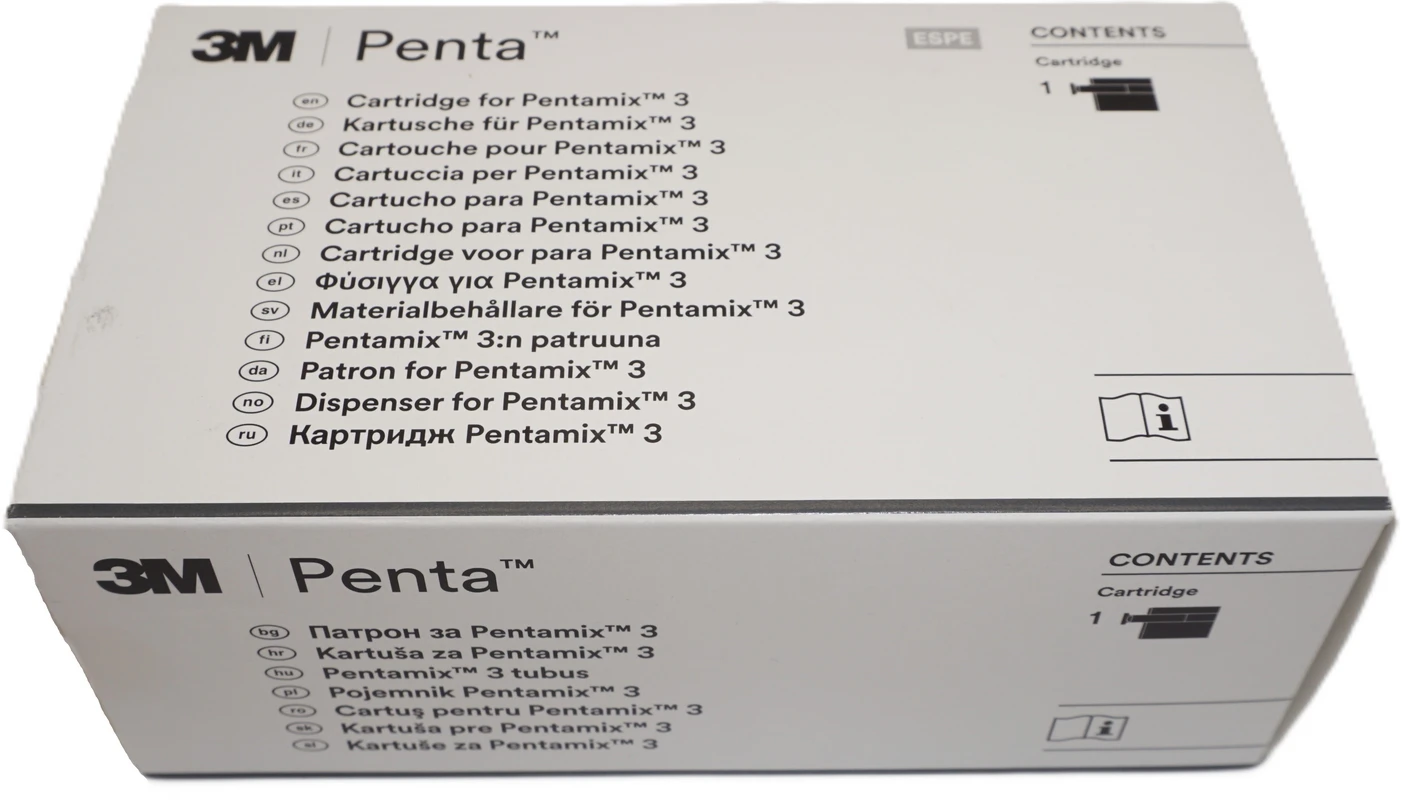 3M | Penta™
ESPE
CONTENTS
Cartridge
1
en Cartridge for Pentamix™ 3
de Kartusche für Pentamix™ 3
fr Cartouche pour Pentamix™ 3
it Cartuccia per Pentamix™ 3
es Cartucho para Pentamix™ 3
pt Cartucho para Pentamix™ 3
nl Cartridge voor para Pentamix™ 3
el Φύσιγγα για Pentamix™ 3
sv Materialbehållare för Pentamix™ 3
fi Pentamix™ 3:n patruuna
da Patron for Pentamix™ 3
no Dispenser for Pentamix™ 3
ru Картридж Pentamix™ 3
i
3M | Penta™
CONTENTS
Cartridge
1
bg Патрон за Pentamix™ 3
hr Kartuša za Pentamix™ 3
hu Pentamix™ 3 tubus
pl Pojemnik Pentamix™ 3
ro Cartuş pentru Pentamix™ 3
sk Kartuša pre Pentamix™ 3
sl Kartuše za Pentamix™ 3
i